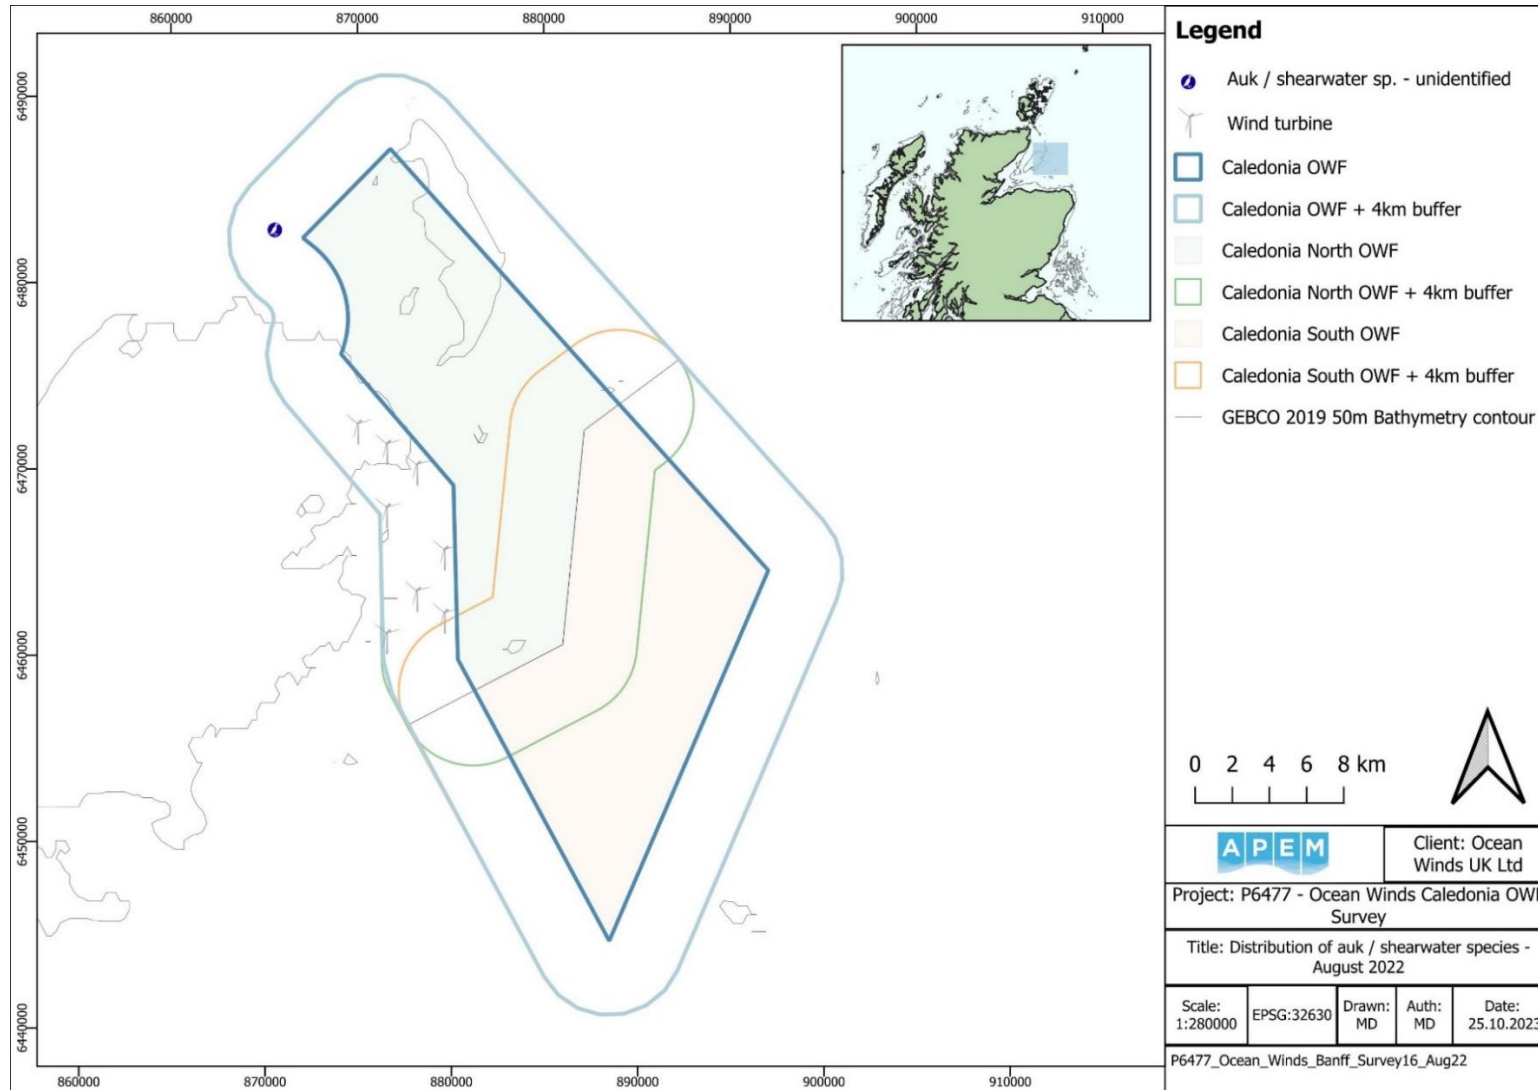 860000 870000 880000 890000 900000 910000
6490000
6480000
6470000
6460000
6450000
6440000
860000 870000 880000 890000 900000 910000
Legend
Auk / shearwater sp. - unidentified
Wind turbine
Caledonia OWF
Caledonia OWF + 4km buffer
Caledonia North OWF
Caledonia North OWF + 4km buffer
Caledonia South OWF
Caledonia South OWF + 4km buffer
GEBCO 2019 50m Bathymetry contour
0 2 4 6 8 km
APEM
Client: Ocean
Winds UK Ltd
Project: P6477 - Ocean Winds Caledonia OWF
Survey
Title: Distribution of auk / shearwater species -
August 2022
Scale:
1:280000
EPSG:32630
Drawn:
MD
Auth:
MD
Date:
25.10.2023
P6477_Ocean_Winds_Banff_Survey16_Aug22